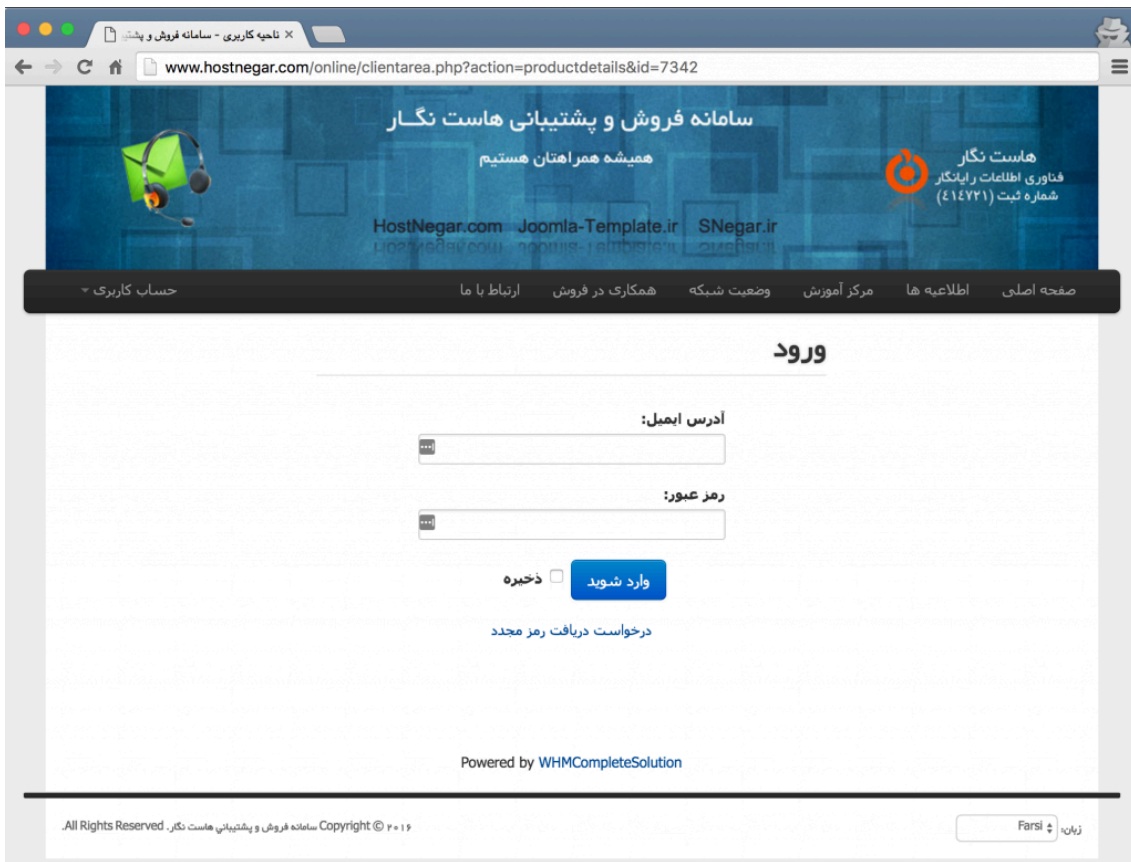 ناحیه کاربری - سامانه فروش و پشتیب
www.hostnegar.com/online/clientarea.php?action=productdetails&id=7342
سامانه فروش و پشتیبانی هاست نگــار
همیشه همراهتان هستیم
هاست نگار
فناوری اطلاعات رایانگار
شماره ثبت (٤١٤٧٢١)
HostNegar.com Joomla-Template.ir SNegar.ir
صفحه اصلی اطلاعیه ها مرکز آموزش وضعیت شبکه همکاری در فروش ارتباط با ما حساب کاربری
ورود
آدرس ایمیل:
رمز عبور:
وارد شوید ذخیره
درخواست دریافت رمز مجدد
Powered by WHMCompleteSolution
زبان: Farsi
Copyright © ۲۰۱۶ سامانه فروش و پشتیبانی هاست نگار. All Rights Reserved.